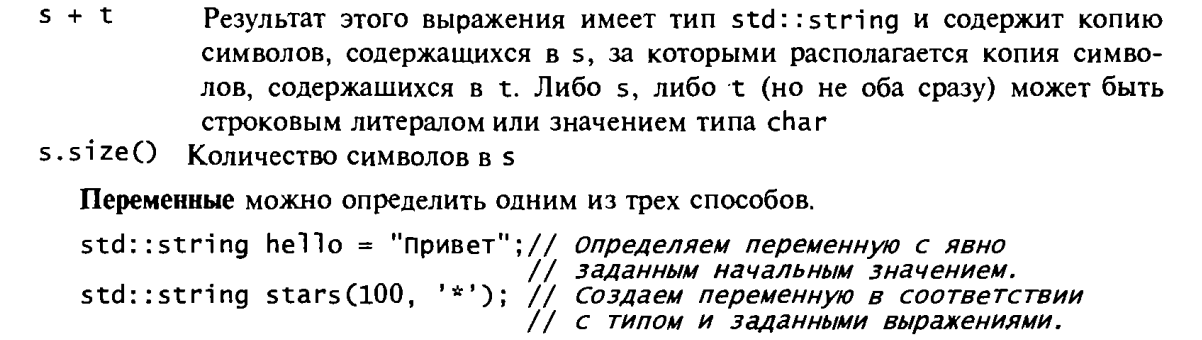 s + t Результат этого выражения имеет тип std::string и содержит копию
символов, содержащихся в s, за которыми располагается копия симво-
лов, содержащихся в t. Либо s, либо t (но не оба сразу) может быть
строковым литералом или значением типа char
s.size() Количество символов в s
Переменные можно определить одним из трех способов.
std::string hello = "Привет";// Определяем переменную с явно
// заданным начальным значением.
std::string stars(100, '*'); // Создаем переменную в соответствии
// с типом и заданными выражениями.